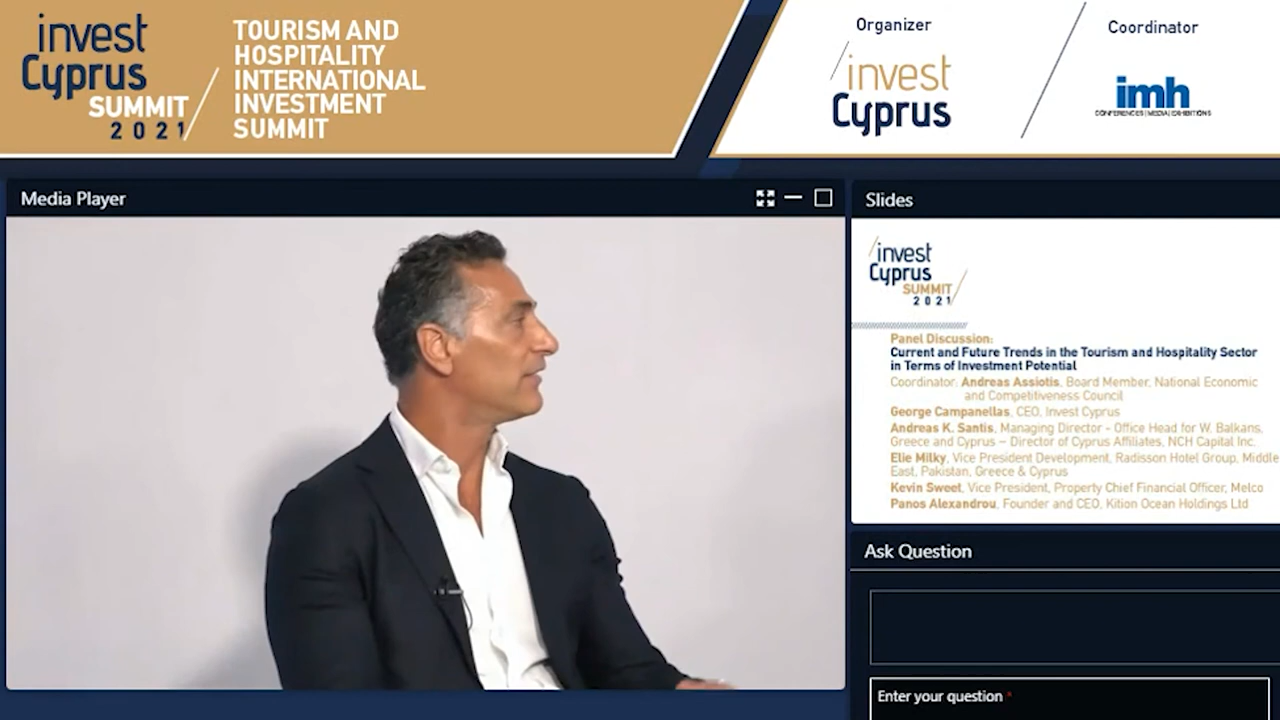 invest
Cyprus
SUMMIT
2021
TOURISM AND
HOSPITALITY
INTERNATIONAL
INVESTMENT
SUMMIT
Organizer
invest
Cyprus
Coordinator
imh
CONFERENCES | MEDIA | EXHIBITIONS
Media Player
Slides
invest
Cyprus
SUMMIT
2021
Panel Discussion:
Current and Future Trends in the Tourism and Hospitality Sector
in Terms of Investment Potential
Coordinator: Andreas Assiotis, Board Member, National Economic
and Competitiveness Council
George Campanellas, CEO, Invest Cyprus
Andreas K. Santis, Managing Director - Office Head for W. Balkans,
Greece and Cyprus – Director of Cyprus Affiliates, NCH Capital Inc.
Elie Milky, Vice President Development, Radisson Hotel Group, Middle
East, Pakistan, Greece & Cyprus
Kevin Sweet, Vice President, Property Chief Financial Officer, Melco
Panos Alexandrou, Founder and CEO, Kition Ocean Holdings Ltd
Ask Question
Enter your question *